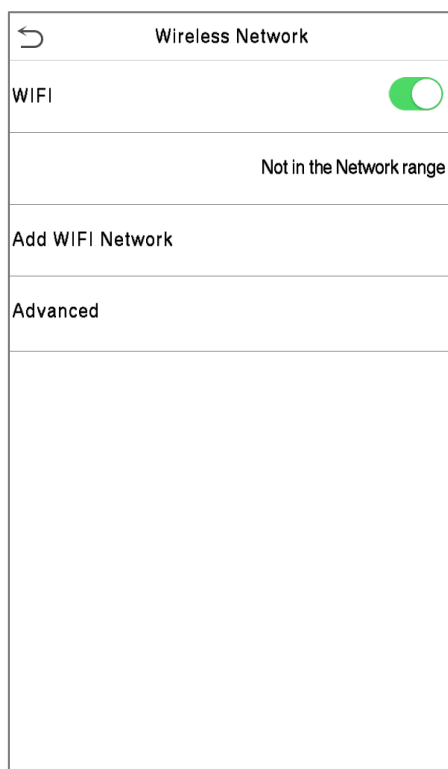 Wireless Network
WIFI
Not in the Network range
Add WIFI Network
Advanced